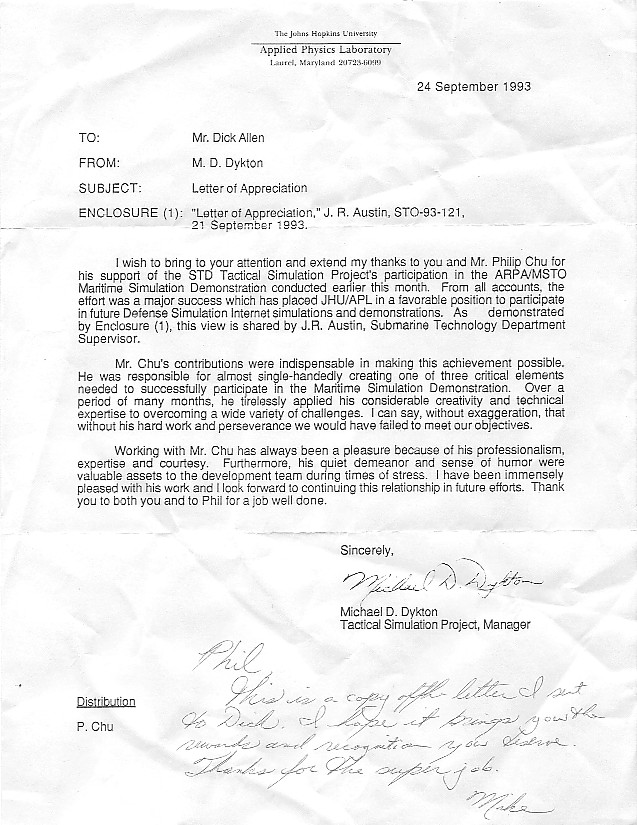 The Johns Hopkins University
Applied Physics Laboratory
Laurel, Maryland 20723-6099
24 September 1993
TO: Mr. Dick Allen
FROM: M. D. Dykton
SUBJECT: Letter of Appreciation
ENCLOSURE (1): "Letter of Appreciation," J. R. Austin, STO-93-121,
21 September 1993.
I wish to bring to your attention and extend my thanks to you and Mr. Philip Chu for
his support of the STD Tactical Simulation Project's participation in the ARPA/MSTO
Maritime Simulation Demonstration conducted earlier this month. From all accounts, the
effort was a major success which has placed JHU/APL in a favorable position to participate
in future Defense Simulation Internet simulations and demonstrations. As demonstrated
by Enclosure (1), this view is shared by J.R. Austin, Submarine Technology Department
Supervisor.
Mr. Chu's contributions were indispensable in making this achievement possible.
He was responsible for almost single-handedly creating one of three critical elements
needed to successfully participate in the Maritime Simulation Demonstration. Over a
period of many months, he tirelessly applied his considerable creativity and technical
expertise to overcoming a wide variety of challenges. I can say, without exaggeration, that
without his hard work and perseverance we would have failed to meet our objectives.
Working with Mr. Chu has always been a pleasure because of his professionalism,
expertise and courtesy. Furthermore, his quiet demeanor and sense of humor were
valuable assets to the development team during times of stress. I have been immensely
pleased with his work and I look forward to continuing this relationship in future efforts. Thank
you to both you and to Phil for a job well done.
Sincerely,
Michael D. Dykton
Michael D. Dykton
Tactical Simulation Project, Manager
Distribution
P. Chu
Phil,
This is a copy of the letter I sent
to Dick. I hope it brings you the
rewards and recognition you deserve.
Thanks for the super job.
Mike